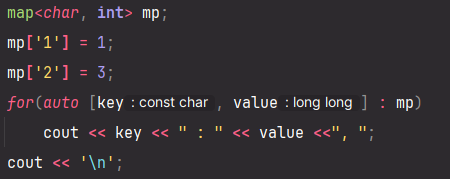 map<char, int> mp;
mp['1'] = 1;
mp['2'] = 3;
for(auto [key : const char , value : long long ] : mp)
    cout << key << " : " << value <<", ";
cout << '\n';